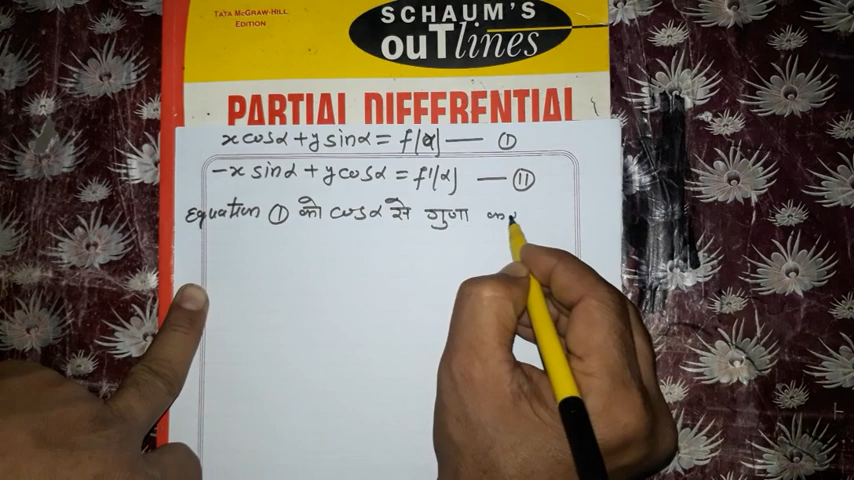 TATA McGRAW-HILL
EDITION
SCHAUM'S
ouTlines
PARTIAL DIFFERENTIAL
x cosα + y sinα = f(α) — ①
-x sinα + y cosα = f'(α) — ⑪
Equation ① को cosα से गुणा